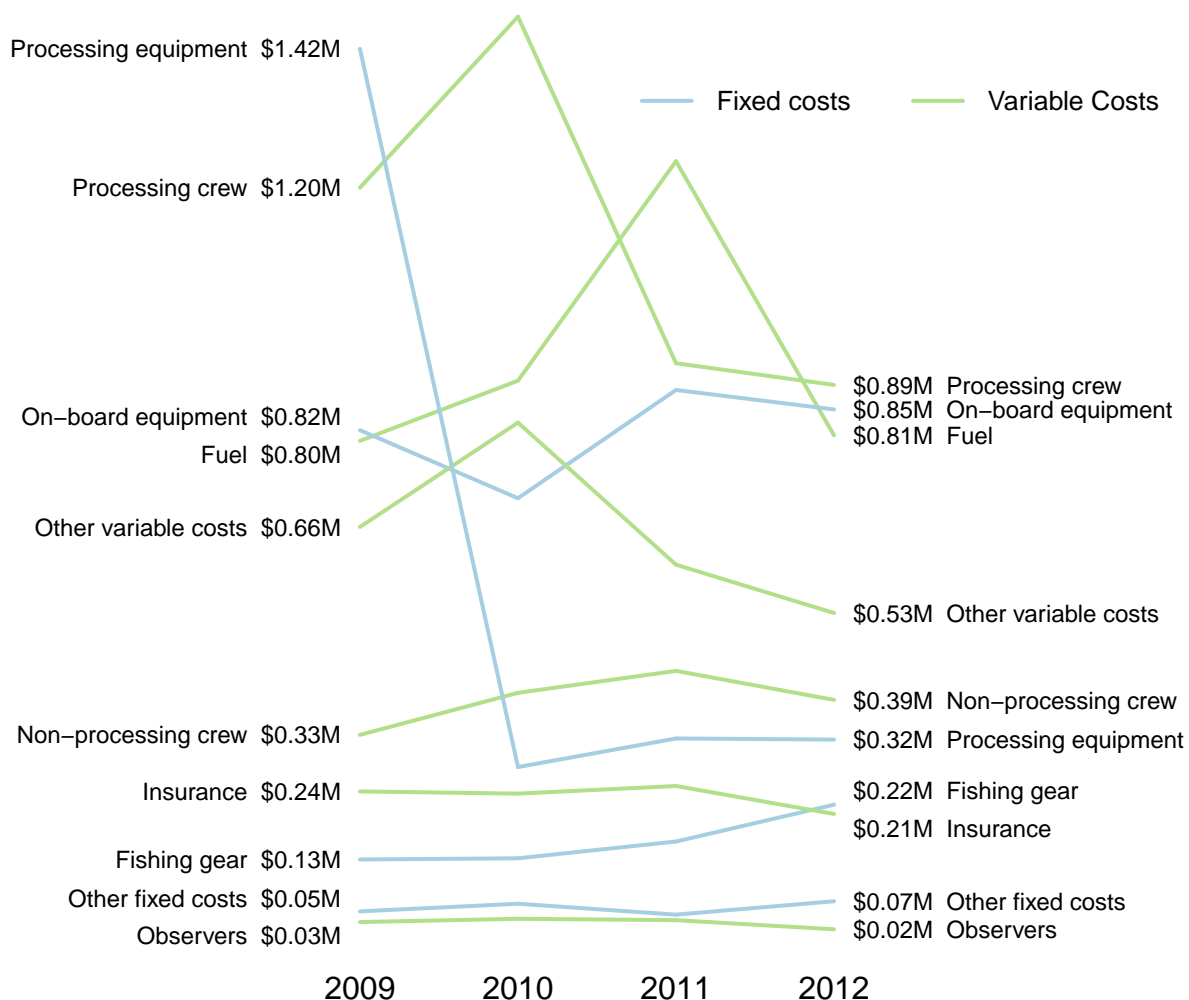 Processing equipment $1.42M
Fixed costs
Variable Costs
Processing crew $1.20M
$0.89M Processing crew
$0.85M On−board equipment
On−board equipment $0.82M
$0.81M Fuel
Fuel $0.80M
Other variable costs $0.66M
$0.53M Other variable costs
$0.39M Non−processing crew
Non−processing crew $0.33M
$0.32M Processing equipment
Insurance $0.24M
$0.22M Fishing gear
$0.21M Insurance
Fishing gear $0.13M
Other fixed costs $0.05M
$0.07M Other fixed costs
$0.02M Observers
Observers $0.03M
2009 2010 2011 2012